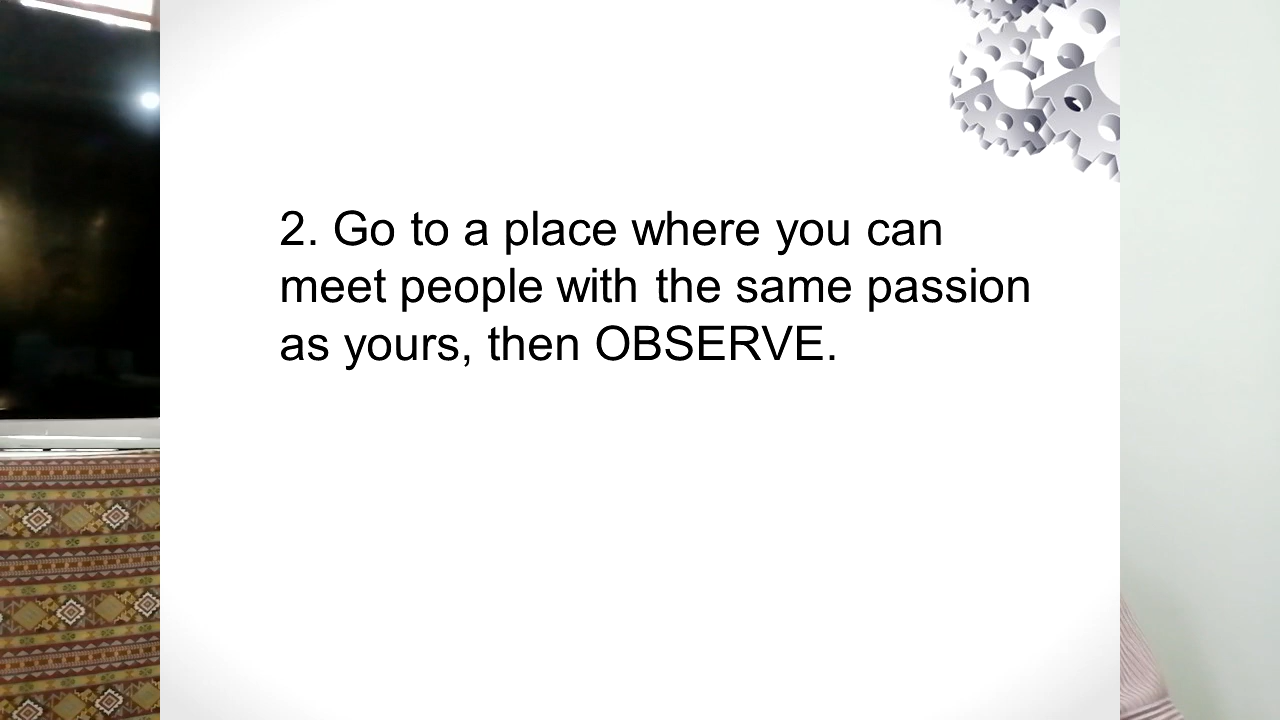 2. Go to a place where you can
meet people with the same passion
as yours, then OBSERVE.